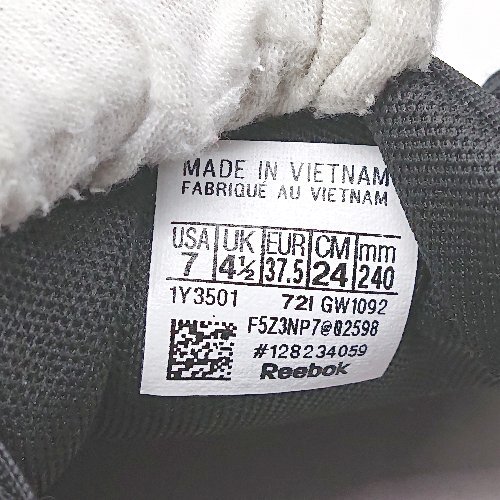 MADE IN VIETNAM
FABRIQUÉ AU VIETNAM
USA UK EUR CM mm
7 4½ 37.5 24 240
1Y3501 721 GW1092
F5Z3NP7@02598
#128234059
Reebok